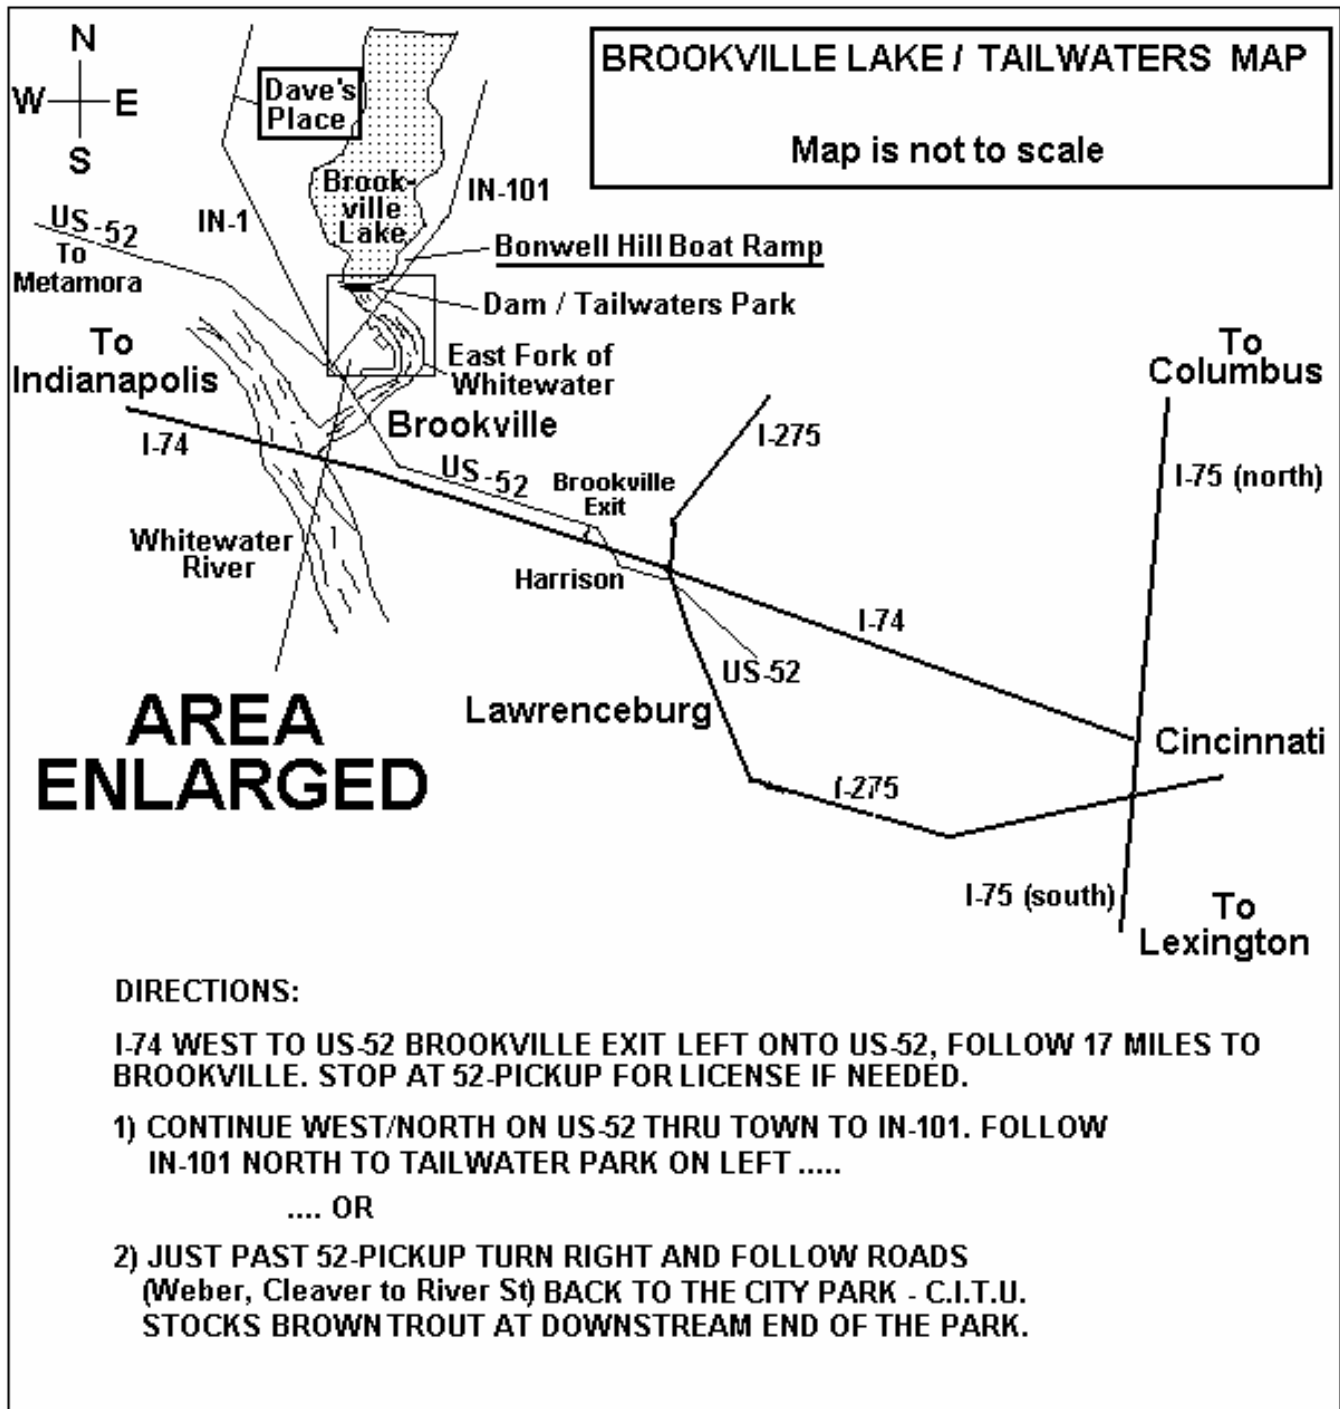 N
W E
S
Dave's
Place
BROOKVILLE LAKE / TAILWATERS MAP
Map is not to scale
Brook-
ville
Lake
IN-101
IN-1
US-52
To
Metamora
Bonwell Hill Boat Ramp
Dam / Tailwaters Park
To
Indianapolis
East Fork of
Whitewater
To
Columbus
Brookville
I-74
I-275
US-52
Brookville
Exit
I-75 (north)
Whitewater
River
Harrison
I-74
US-52
Lawrenceburg
AREA
ENLARGED
Cincinnati
I-275
I-75 (south)
To
Lexington
DIRECTIONS:
I-74 WEST TO US-52 BROOKVILLE EXIT LEFT ONTO US-52, FOLLOW 17 MILES TO
BROOKVILLE. STOP AT 52-PICKUP FOR LICENSE IF NEEDED.
1) CONTINUE WEST/NORTH ON US-52 THRU TOWN TO IN-101. FOLLOW
IN-101 NORTH TO TAILWATER PARK ON LEFT .....
.... OR
2) JUST PAST 52-PICKUP TURN RIGHT AND FOLLOW ROADS
(Weber, Cleaver to River St) BACK TO THE CITY PARK - C.I.T.U.
STOCKS BROWN TROUT AT DOWNSTREAM END OF THE PARK.